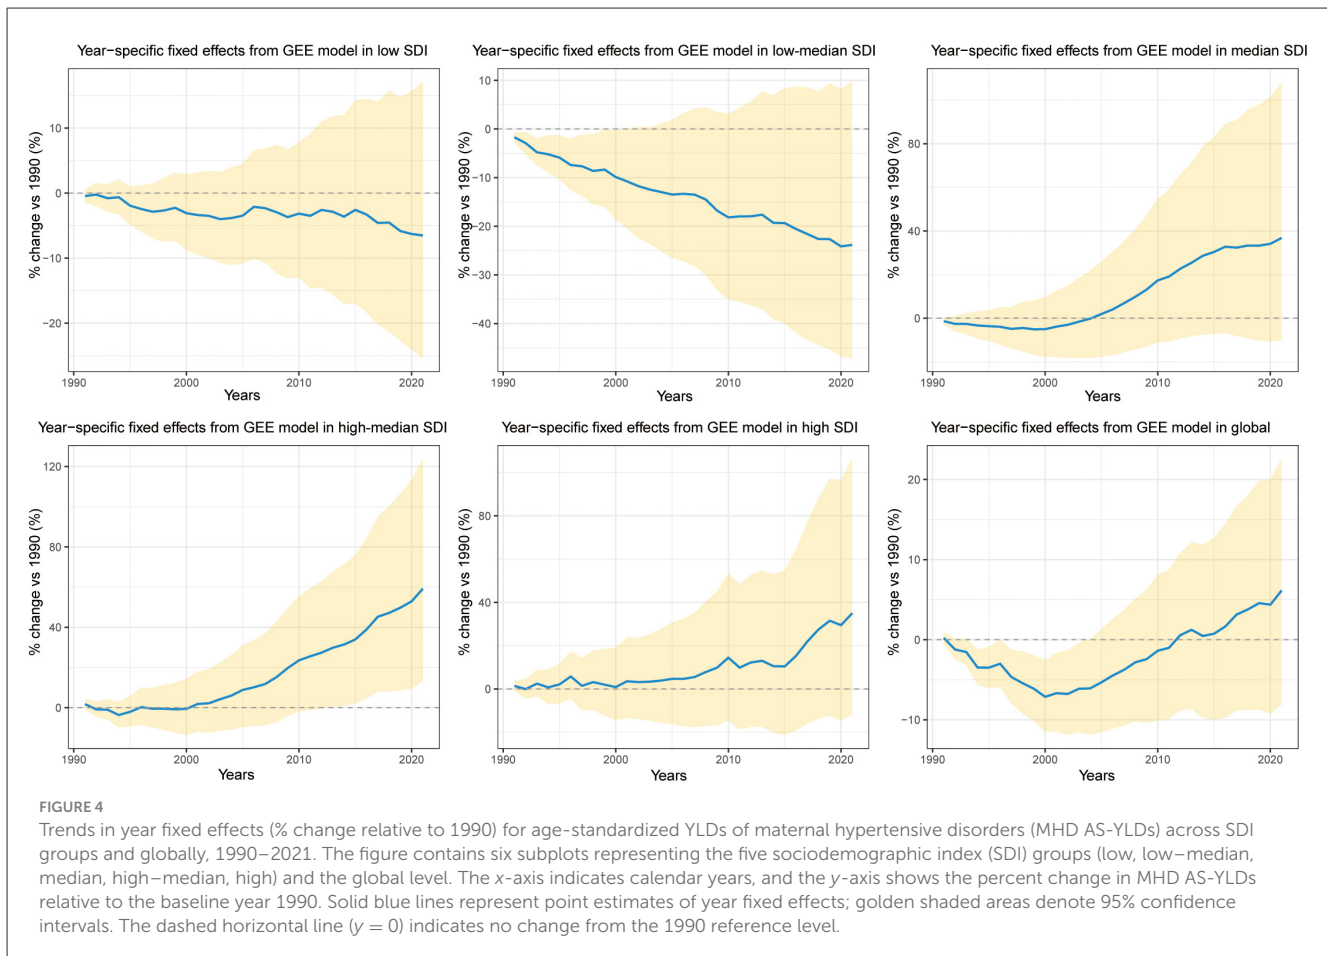 Year−specific fixed effects from GEE model in low SDI
% change vs 1990 (%)
10
0
−10
−20
1990
2000
2010
2020
Years
Year−specific fixed effects from GEE model in low-median SDI
% change vs 1990 (%)
10
0
−10
−20
−30
−40
1990
2000
2010
2020
Years
Year−specific fixed effects from GEE model in median SDI
% change vs 1990 (%)
80
40
0
1990
2000
2010
2020
Years
Year−specific fixed effects from GEE model in high-median SDI
% change vs 1990 (%)
120
80
40
0
1990
2000
2010
2020
Years
Year−specific fixed effects from GEE model in high SDI
% change vs 1990 (%)
80
40
0
1990
2000
2010
2020
Years
Year−specific fixed effects from GEE model in global
% change vs 1990 (%)
20
10
0
−10
1990
2000
2010
2020
Years
FIGURE 4
Trends in year fixed effects (% change relative to 1990) for age-standardized YLDs of maternal hypertensive disorders (MHD AS-YLDs) across SDI
groups and globally, 1990–2021. The figure contains six subplots representing the five sociodemographic index (SDI) groups (low, low–median,
median, high–median, high) and the global level. The x-axis indicates calendar years, and the y-axis shows the percent change in MHD AS-YLDs
relative to the baseline year 1990. Solid blue lines represent point estimates of year fixed effects; golden shaded areas denote 95% confidence
intervals. The dashed horizontal line (y = 0) indicates no change from the 1990 reference level.